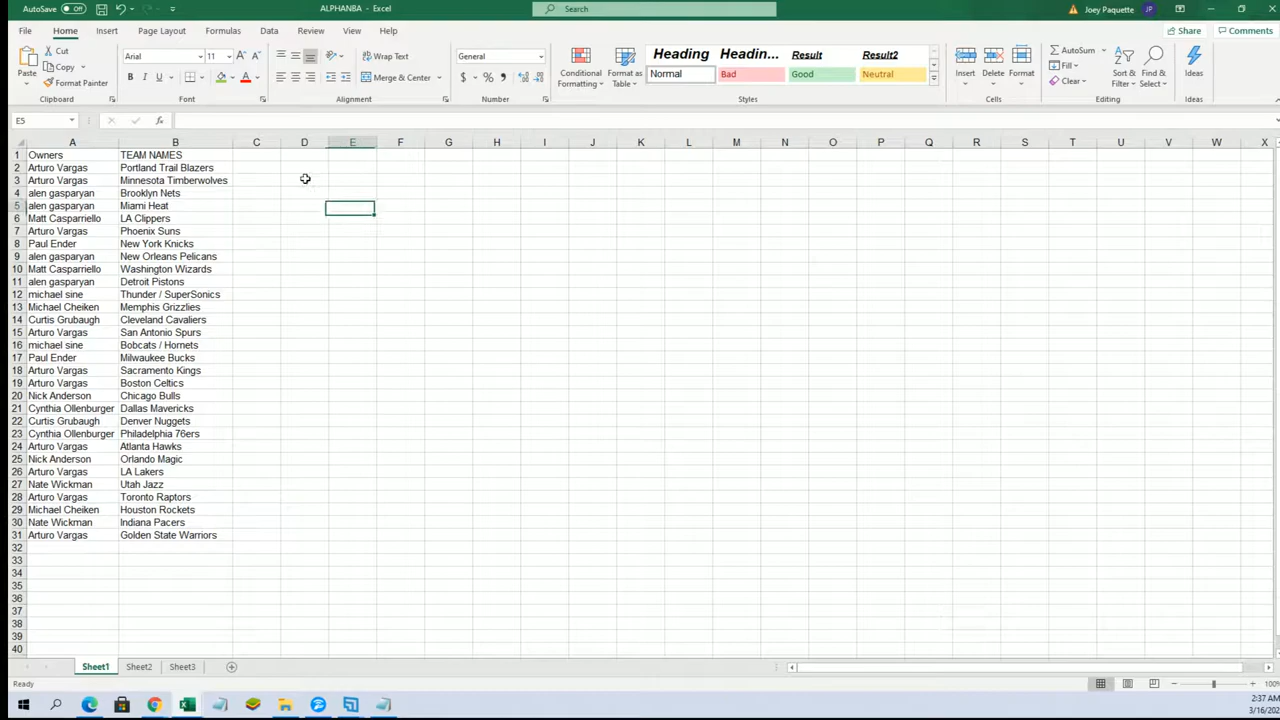 AutoSave Off ALPHANBA - Excel Search Joey Paquette JP
File Home Insert Page Layout Formulas Data Review View Help Share Comments
Paste Cut Copy Format Painter Clipboard
Arial 11 A A B I U A Font
Wrap Text Merge & Center Alignment
General $ % Number
Conditional Formatting Format as Table
Heading Headin... Result Result2
Normal Bad Good Neutral
Styles
Insert Delete Format Cells
AutoSum Fill Clear Sort & Filter Find & Select Editing
Ideas Ideas
E5 fx
A B C D E F G H I J K L M N O P Q R S T U V W X
1 Owners TEAM NAMES
2 Arturo Vargas Portland Trail Blazers
3 Arturo Vargas Minnesota Timberwolves
4 alen gasparyan Brooklyn Nets
5 alen gasparyan Miami Heat
6 Matt Casparriello LA Clippers
7 Arturo Vargas Phoenix Suns
8 Paul Ender New York Knicks
9 alen gasparyan New Orleans Pelicans
10 Matt Casparriello Washington Wizards
11 alen gasparyan Detroit Pistons
12 michael sine Thunder / SuperSonics
13 Michael Cheiken Memphis Grizzlies
14 Curtis Grubaugh Cleveland Cavaliers
15 Arturo Vargas San Antonio Spurs
16 michael sine Bobcats / Hornets
17 Paul Ender Milwaukee Bucks
18 Arturo Vargas Sacramento Kings
19 Arturo Vargas Boston Celtics
20 Nick Anderson Chicago Bulls
21 Cynthia Ollenburger Dallas Mavericks
22 Curtis Grubaugh Denver Nuggets
23 Cynthia Ollenburger Philadelphia 76ers
24 Arturo Vargas Atlanta Hawks
25 Nick Anderson Orlando Magic
26 Arturo Vargas LA Lakers
27 Nate Wickman Utah Jazz
28 Arturo Vargas Toronto Raptors
29 Michael Cheiken Houston Rockets
30 Nate Wickman Indiana Pacers
31 Arturo Vargas Golden State Warriors
32
33
34
35
36
37
38
39
40
Sheet1 Sheet2 Sheet3
Ready 100%
2:37 AM
3/16/202